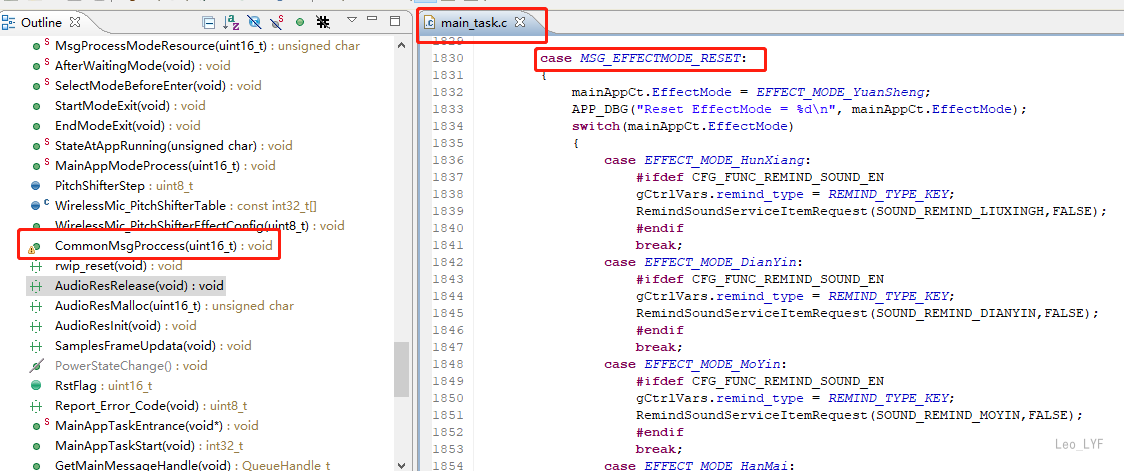 Outline
MsgProcessModeResource(uint16_t) : unsigned char
AfterWaitingMode(void) : void
SelectModeBeforeEnter(void) : void
StartModeExit(void) : void
EndModeExit(void) : void
StateAtAppRunning(unsigned char) : void
MainAppModeProcess(uint16_t) : void
PitchShifterStep : uint8_t
WirelessMic_PitchShifterTable : const int32_t[]
WirelessMic_PitchShifterEffectConfig(uint8_t) : void
CommonMsgProccess(uint16_t) : void
rwip_reset(void) : void
AudioResRelease(void) : void
AudioResMalloc(uint16_t) : unsigned char
AudioResInit(void) : void
SamplesFrameUpdata(void) : void
PowerStateChange() : void
RstFlag : uint16_t
Report_Error_Code(void) : uint8_t
MainAppTaskEntrance(void*) : void
MainAppTaskStart(void) : int32_t
GetMainMessageHandle(void) : QueueHandle_t
main_task.c
1829
1830 case MSG_EFFECTMODE_RESET:
1831 {
1832 mainAppCt.EffectMode = EFFECT_MODE_YuanSheng;
1833 APP_DBG("Reset EffectMode = %d\n", mainAppCt.EffectMode);
1834 switch(mainAppCt.EffectMode)
1835 {
1836 case EFFECT_MODE_HunXiang:
1837 #ifdef CFG_FUNC_REMIND_SOUND_EN
1838 gCtrlVars.remind_type = REMIND_TYPE_KEY;
1839 RemindSoundServiceItemRequest(SOUND_REMIND_LIUXINGH,FALSE);
1840 #endif
1841 break;
1842 case EFFECT_MODE_DianYin:
1843 #ifdef CFG_FUNC_REMIND_SOUND_EN
1844 gCtrlVars.remind_type = REMIND_TYPE_KEY;
1845 RemindSoundServiceItemRequest(SOUND_REMIND_DIANYIN,FALSE);
1846 #endif
1847 break;
1848 case EFFECT_MODE_MoYin:
1849 #ifdef CFG_FUNC_REMIND_SOUND_EN
1850 gCtrlVars.remind_type = REMIND_TYPE_KEY;
1851 RemindSoundServiceItemRequest(SOUND_REMIND_MOYIN,FALSE);
1852 #endif
1853 break;
1854 case EFFECT_MODE_HanMai:
Leo_LYF